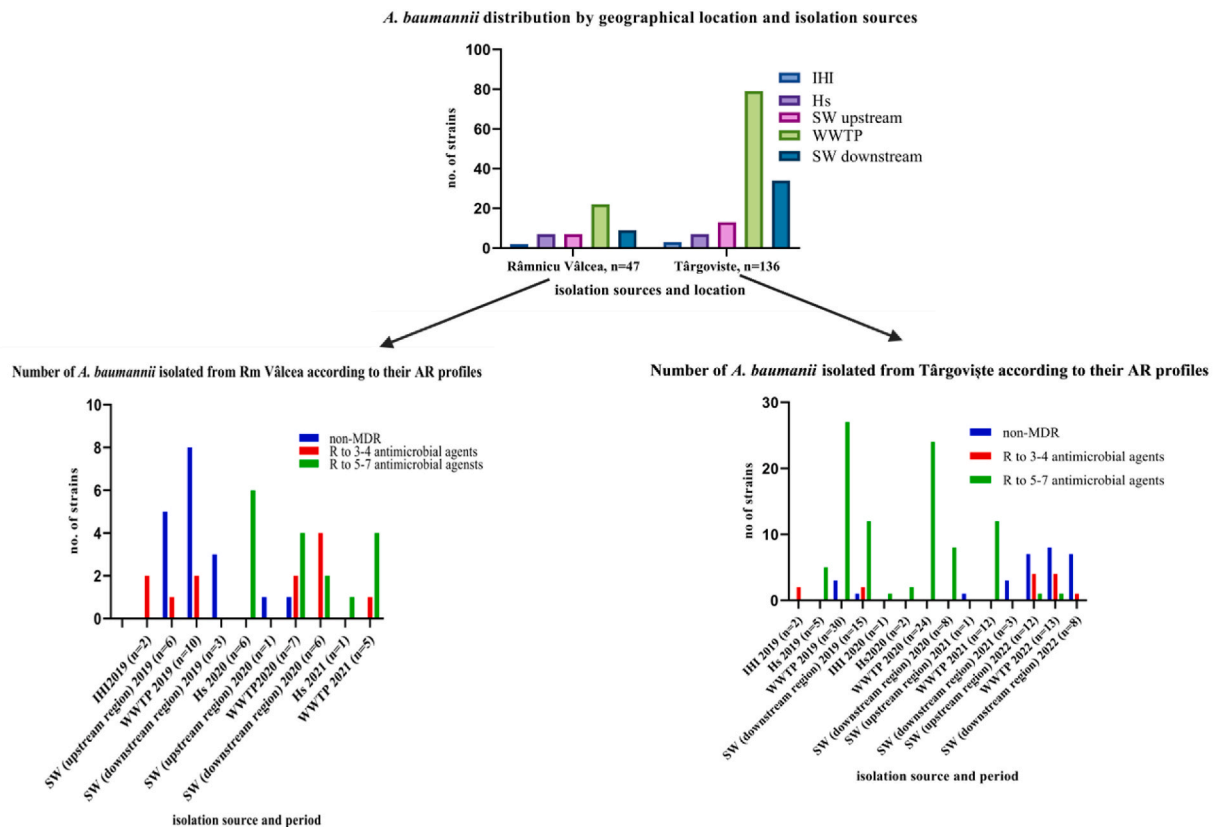 A. baumannii distribution by geographical location and isolation sources
100
80
60
40
20
0
no. of strains
IHI
Hs
SW upstream
WWTP
SW downstream
Râmnicu Vâlcea, n=47
Târgoviste, n=136
isolation sources and location
Number of A. baumannii isolated from Rm Vâlcea according to their AR profiles
10
8
6
4
2
0
no. of strains
non-MDR
R to 3-4 antimicrobial agents
R to 5-7 antimicrobial agensts
IHI2019 (n=2)
SW (upstream region) 2019 (n=6)
WWTP 2019 (n=10)
SW (downstream region) 2019 (n=3)
Hs 2020 (n=6)
SW (upstream region) 2020 (n=1)
WWTP2020 (n=7)
SW (downstream region) 2020 (n=6)
Hs 2021 (n=1)
WWTP 2021 (n=5)
isolation source and period
Number of A. baumanii isolated from Târgoviște according to their AR profiles
30
20
10
0
no of strains
non-MDR
R to 3-4 antimicrobial agents
R to 5-7 antimicrobial agents
IHI 2019 (n=2)
Hs 2019 (n=5)
WWTP 2019 (n=30)
SW (downstream region) 2019 (n=15)
IHI 2020 (n=1)
Hs2020 (n=2)
WWTP 2020 (n=24)
SW (downstream region) 2020 (n=8)
SW (upstream region) 2021 (n=1)
WWTP 2021 (n=12)
SW (downstream region) 2021 (n=3)
SW (upstream region) 2022 (n=12)
WWTP 2022 (n=13)
SW (downstream region) 2022 (n=8)
isolation source and period